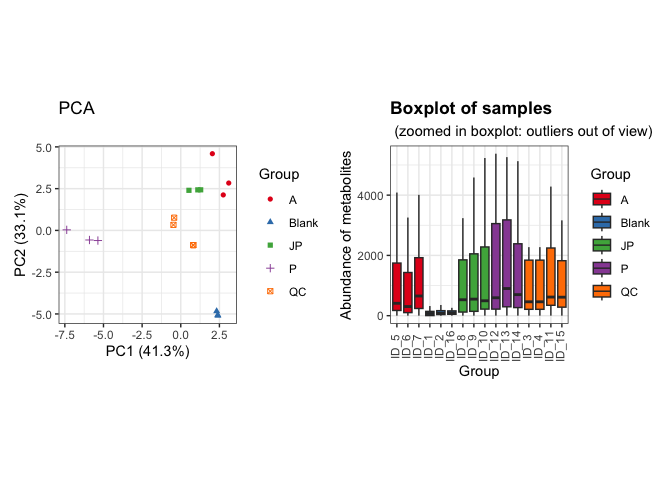 PCA
5.0
2.5
0.0
-2.5
-5.0
PC2 (33.1%)
-7.5 -5.0 -2.5 0.0 2.5
PC1 (41.3%)
Group
A
Blank
JP
P
QC
Boxplot of samples
(zoomed in boxplot: outliers out of view)
Abundance of metabolites
4000
2000
0
ID_5
ID_6
ID_7
ID_1
ID_2
ID_16
ID_8
ID_9
ID_10
ID_12
ID_13
ID_14
ID_3
ID_4
ID_11
ID_15
Group
Group
A
Blank
JP
P
QC